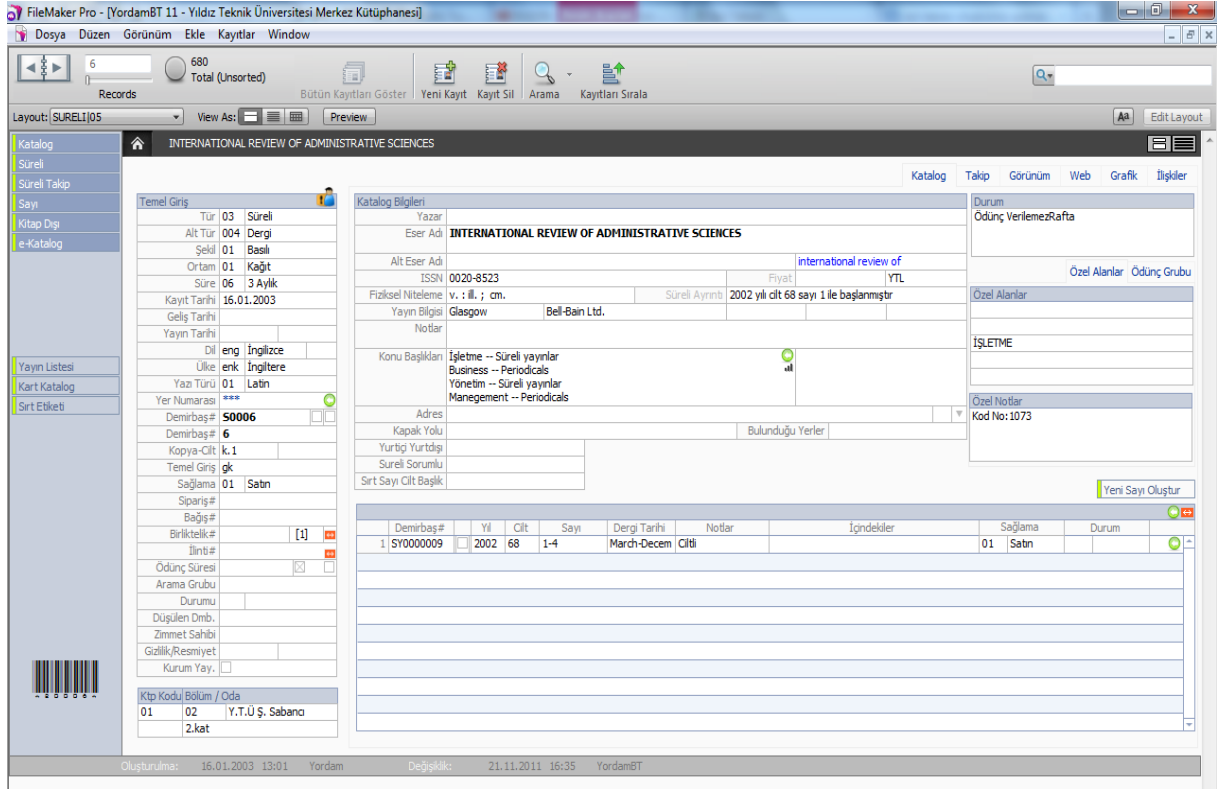 FileMaker Pro - [YordamBT 11 - Yıldız Teknik Üniversitesi Merkez Kütüphanesi]
Dosya Düzen Görünüm Ekle Kayıtlar Window
6
680
Total (Unsorted)
Records
Bütün Kayıtları Göster
Yeni Kayıt
Kayıt Sil
Arama
Kayıtları Sırala
Layout: SURELI|05
View As:
Preview
Aa
Edit Layout
Katalog
Süreli
Süreli Takip
Sayı
Kitap Dışı
e-Katalog
Yayın Listesi
Kart Katalog
Sırt Etiketi
INTERNATIONAL REVIEW OF ADMINISTRATIVE SCIENCES
Katalog Takip Görünüm Web Grafik İlişkiler
Temel Giriş
Tür 03 Süreli
Alt Tür 004 Dergi
Şekil 01 Basılı
Ortam 01 Kağıt
Süre 06 3 Aylık
Kayıt Tarihi 16.01.2003
Geliş Tarihi
Yayın Tarihi
Dil eng İngilizce
Ülke enk İngiltere
Yazı Türü 01 Latin
Yer Numarası ***
Demirbaş# S0006
Demirbaş# 6
Kopya-Cilt k.1
Temel Giriş gk
Sağlama 01 Satın
Sipariş#
Bağış#
Birliktelik# [1]
İlinti#
Ödünç Süresi
Arama Grubu
Durumu
Düşülen Dmb.
Zimmet Sahibi
Gizlilik/Resmiyet
Kurum Yay.
Ktp Kodu Bölüm / Oda
01 02 Y.T.Ü Ş. Sabancı
2.kat
Katalog Bilgileri
Yazar
Eser Adı INTERNATIONAL REVIEW OF ADMINISTRATIVE SCIENCES
Alt Eser Adı international review of
ISSN 0020-8523 Fiyat YTL
Fiziksel Niteleme v. : ill. ; cm. Süreli Ayrıntı 2002 yılı cilt 68 sayı 1 ile başlanmıştır
Yayın Bilgisi Glasgow Bell-Bain Ltd.
Notlar
Konu Başlıkları İşletme -- Süreli yayınlar
Business -- Periodicals
Yönetim -- Süreli yayınlar
Manegement -- Periodicals
Adres
Kapak Yolu Bulunduğu Yerler
Yurtiçi Yurtdışı
Sureli Sorumlu
Sırt Sayı Cilt Başlık
Durum
Ödünç VerilemezRafta
Özel Alanlar Ödünç Grubu
Özel Alanlar
İŞLETME
Özel Notlar
Kod No:1073
Yeni Sayı Oluştur
Demirbaş# Yıl Cilt Sayı Dergi Tarihi Notlar İçindekiler Sağlama Durum
1 SY0000009 2002 68 1-4 March-Decem Ciltli 01 Satın
Oluşturulma: 16.01.2003 13:01 Yordam Değişiklik: 21.11.2011 16:35 YordamBT